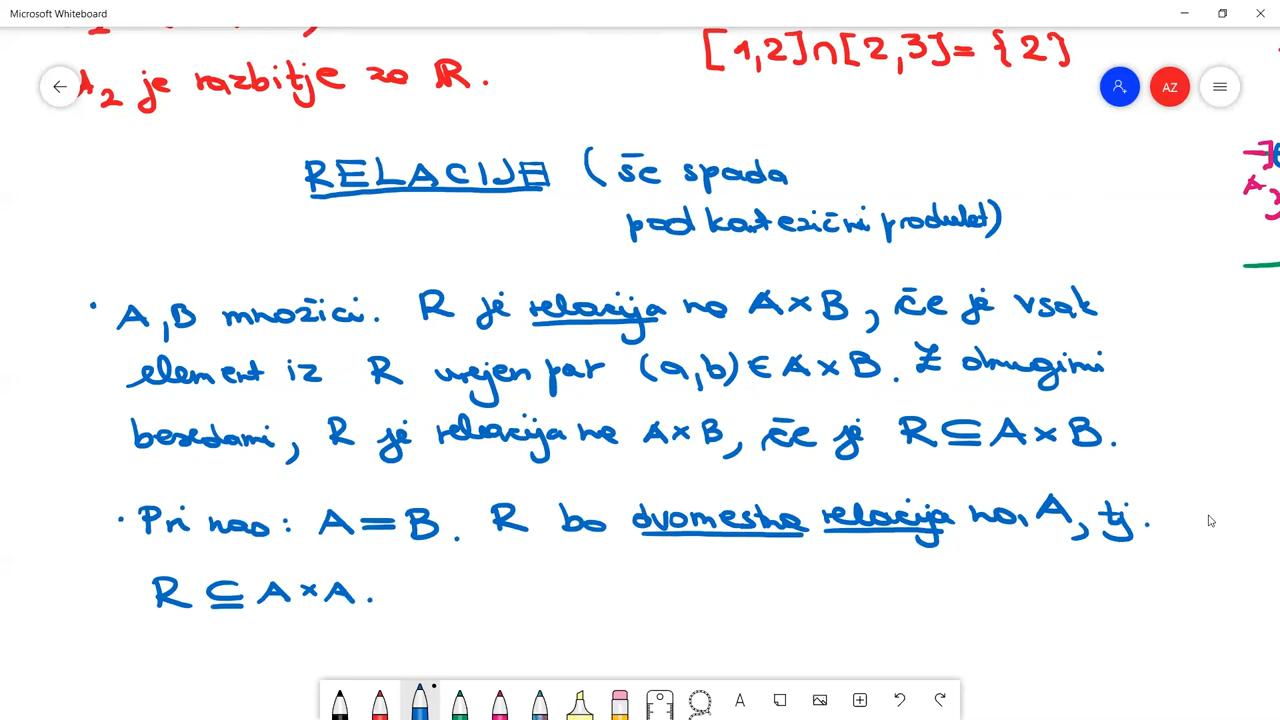 Microsoft Whiteboard
[1,2]∩[2,3]={2}
A₂ je razbitje za ℝ.
AZ
RELACIJE (še spada
pod kartezični produkt)
• A,B množici. R je relacija na A×B, če je vsak
element iz R urejen par (a,b)∈A×B. Z drugimi
besedami, R je relacija na A×B, če je R⊆A×B.
• Pri nas: A=B. R bo dvomestna relacija na A, tj.
R⊆A×A.